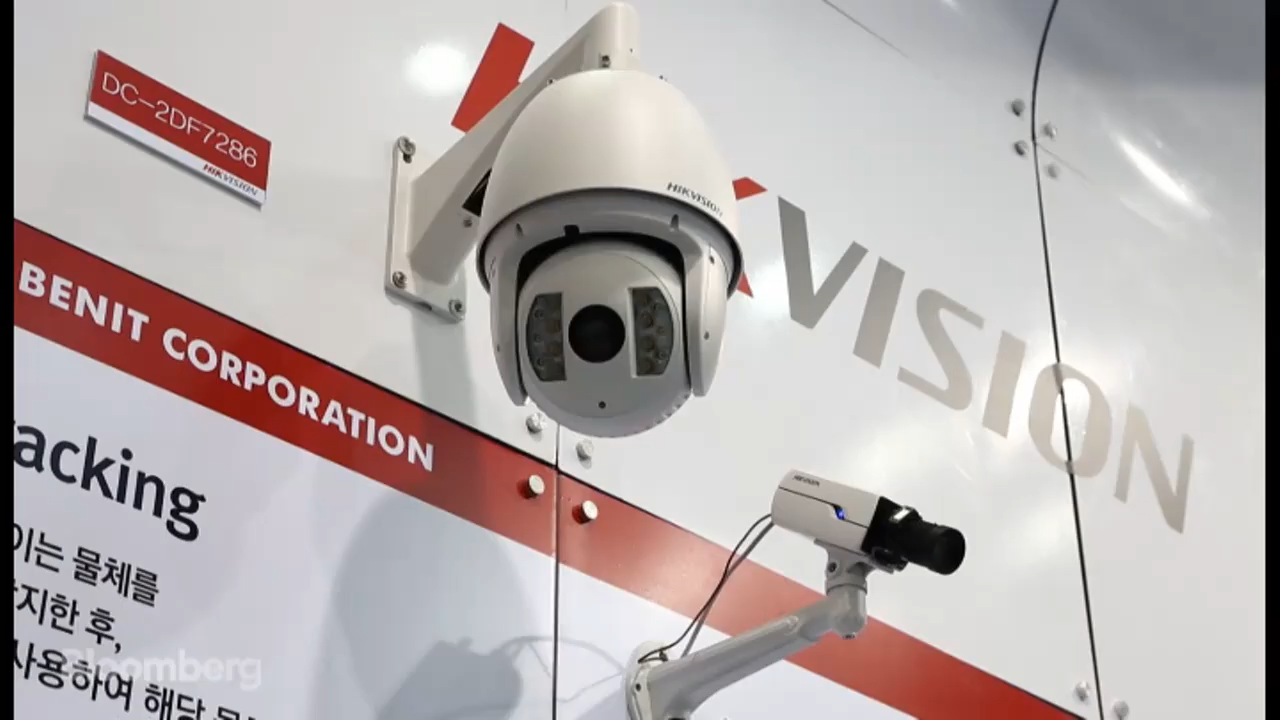 DC-2DF7286
HIKVISION
HIKVISION
VISION
BENIT CORPORATION
acking
이는 물체를
지한 후,
사용하여 해당
Bloomberg
HIKVISION